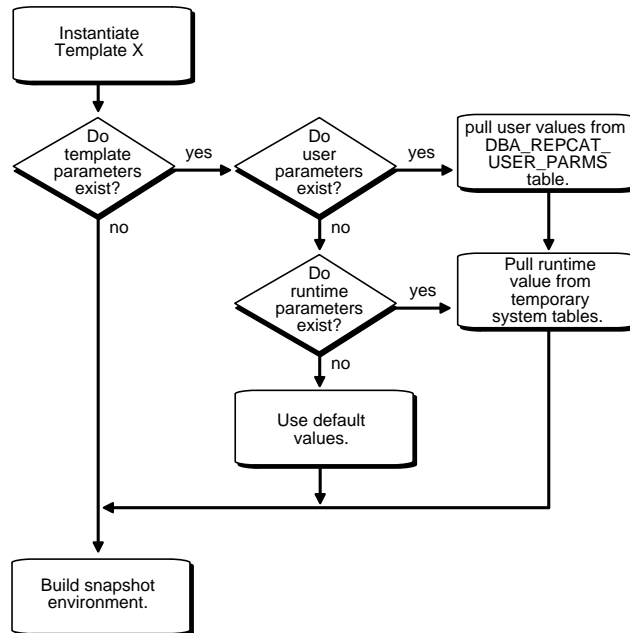 Instantiate
Template X
Do
template
parameters
exist?
yes
no
Do
user
parameters
exist?
yes
no
pull user values from
DBA_REPCAT_
USER_PARMS
table.
Do
runtime
parameters
exist?
yes
no
Pull runtime
value from
temporary
system tables.
Use default
values.
Build snapshot
environment.